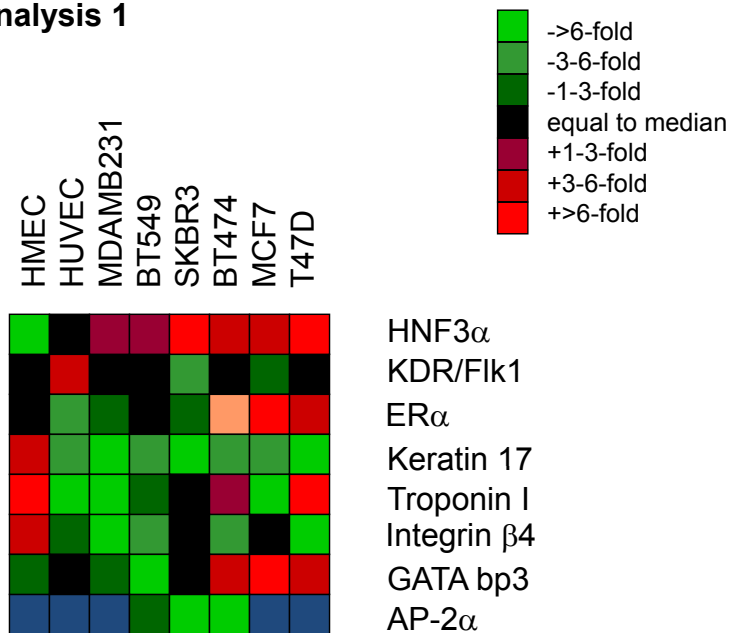 nalysis 1
->6-fold
-3-6-fold
-1-3-fold
equal to median
+1-3-fold
+3-6-fold
+>6-fold
HMEC
HUVEC
MDAMB231
BT549
SKBR3
BT474
MCF7
T47D
HNF3α
KDR/Flk1
ERα
Keratin 17
Troponin I
Integrin β4
GATA bp3
AP-2α